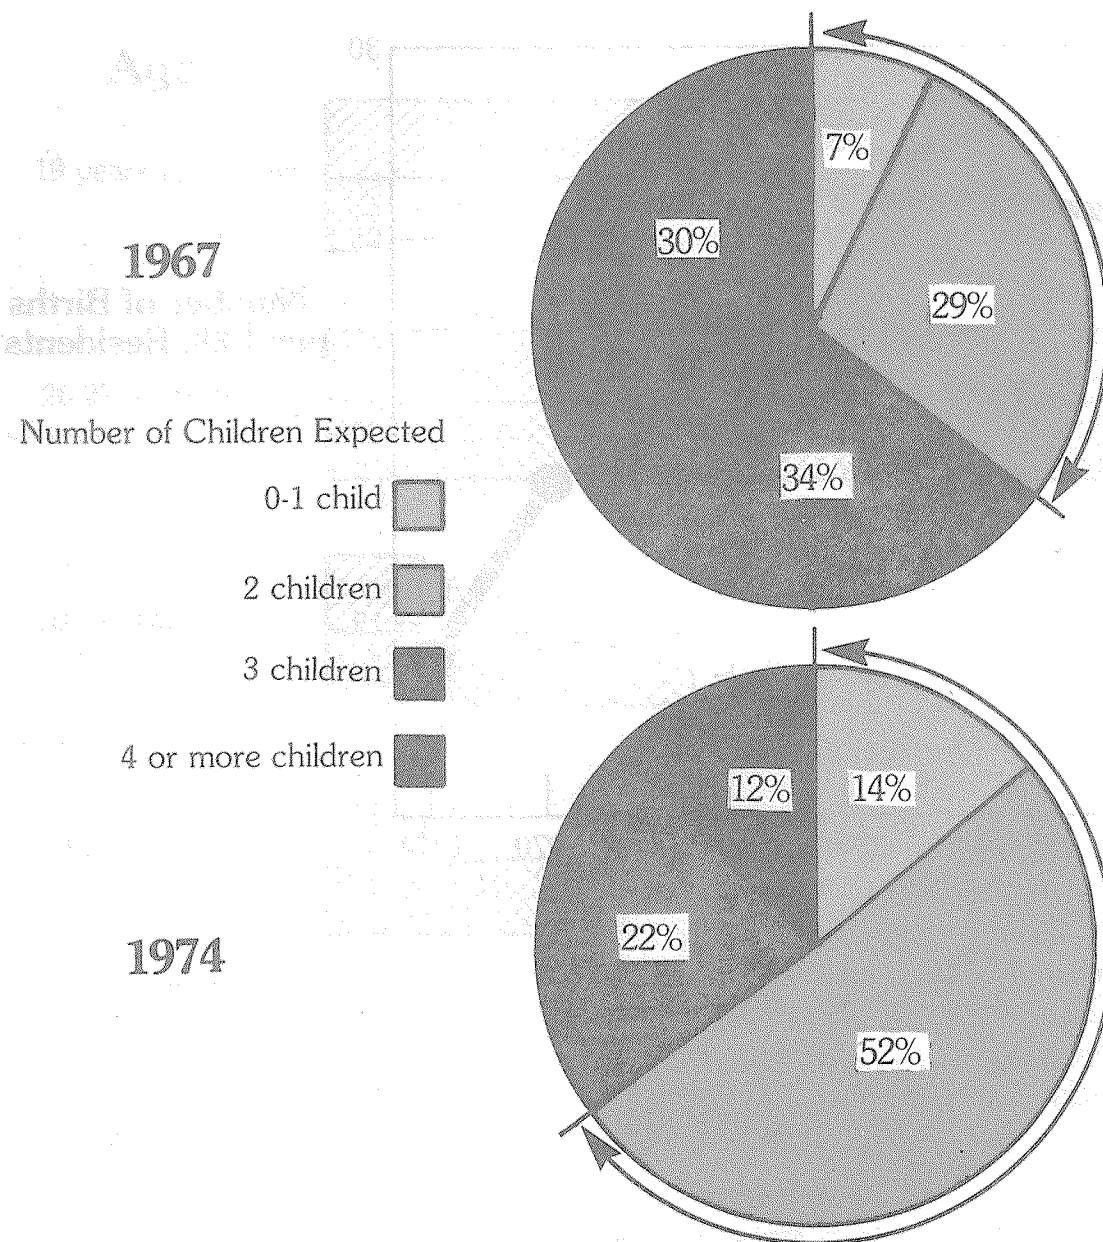 7%
1967
30%
29%
Number of Children Expected
34%
0-1 child
2 children
3 children
4 or more children
12%
14%
1974
22%
52%